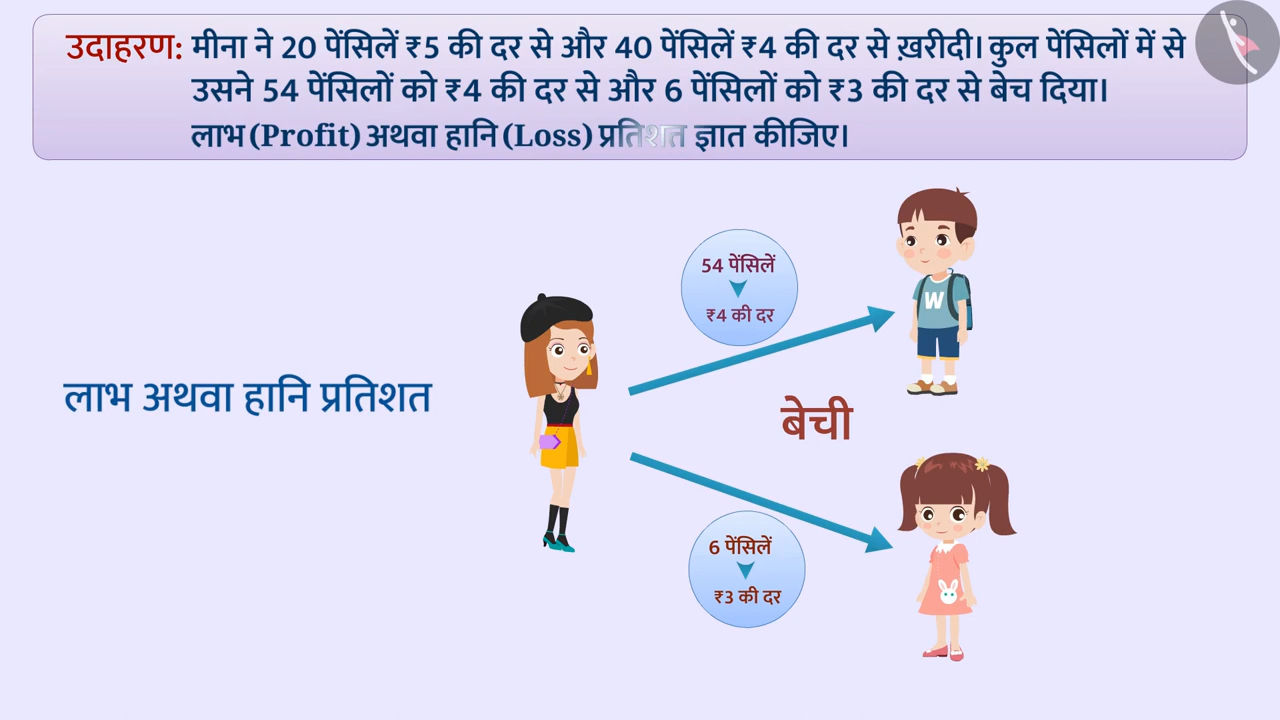 उदाहरण: मीना ने 20 पेंसिलें ₹5 की दर से और 40 पेंसिलें ₹4 की दर से ख़रीदी। कुल पेंसिलों में से
उसने 54 पेंसिलों को ₹4 की दर से और 6 पेंसिलों को ₹3 की दर से बेच दिया।
लाभ (Profit) अथवा हानि (Loss) प्रतिशत ज्ञात कीजिए।
54 पेंसिलें
₹4 की दर
W
लाभ अथवा हानि प्रतिशत
बेची
6 पेंसिलें
₹3 की दर